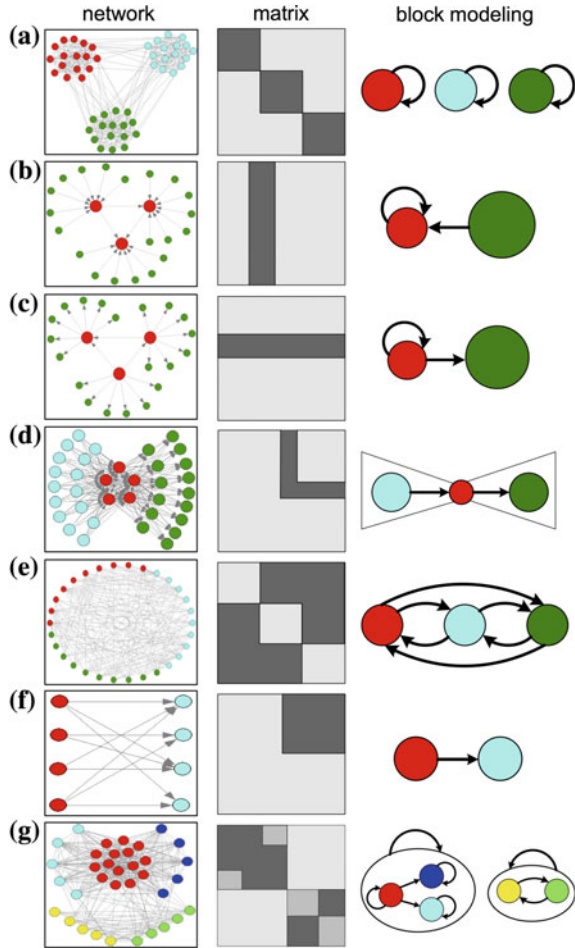 network matrix block modeling
(a)
(b)
(c)
(d)
(e)
(f)
(g)